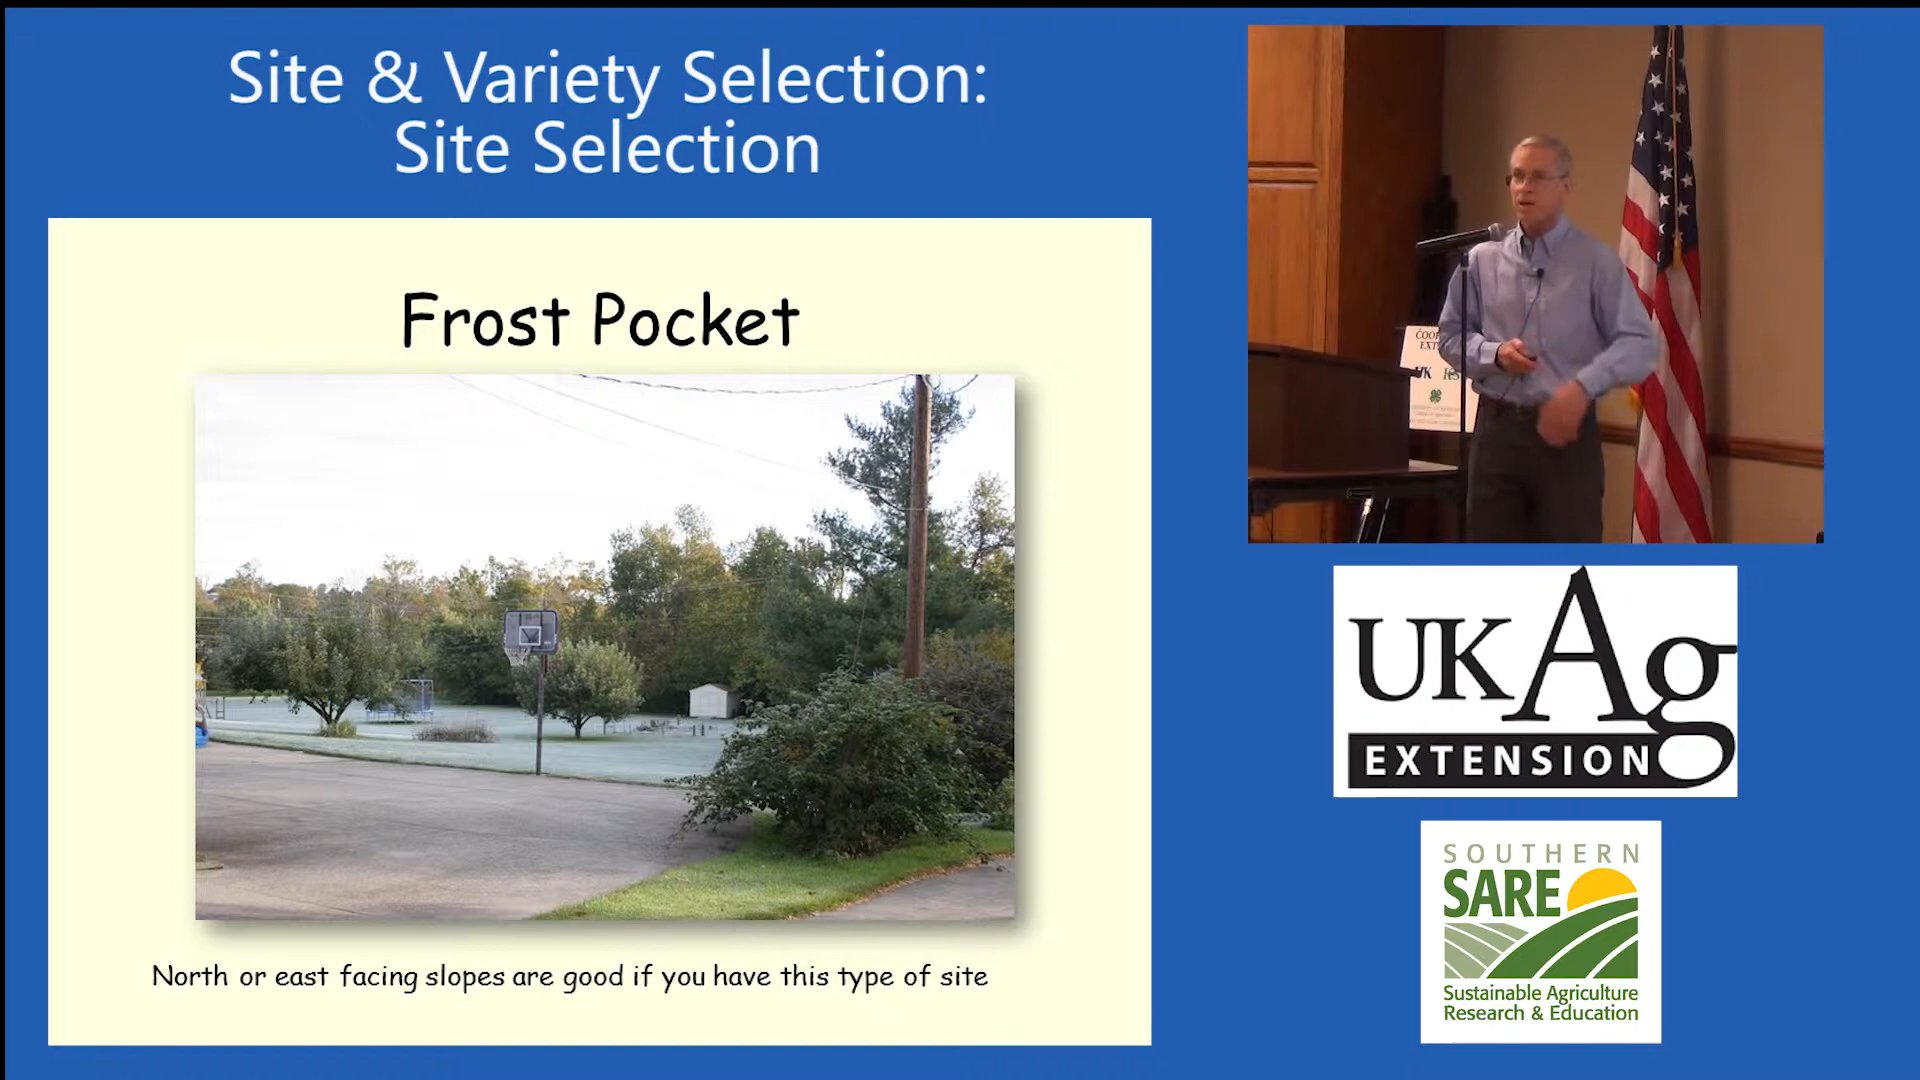 Site & Variety Selection:
Site Selection
Frost Pocket
North or east facing slopes are good if you have this type of site
UK
UKAg
EXTENSION
SOUTHERN
SARE
Sustainable Agriculture
Research & Education